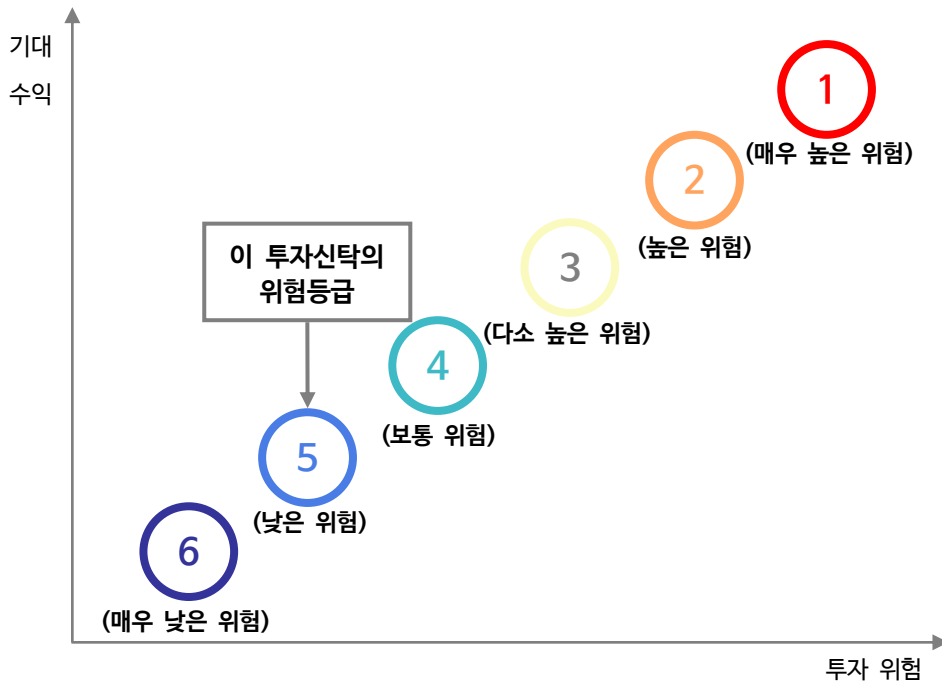 기대
수익
1
(매우 높은 위험)
2
(높은 위험)
이 투자신탁의
위험등급
3
(다소 높은 위험)
4
(보통 위험)
5
(낮은 위험)
6
(매우 낮은 위험)
투자 위험